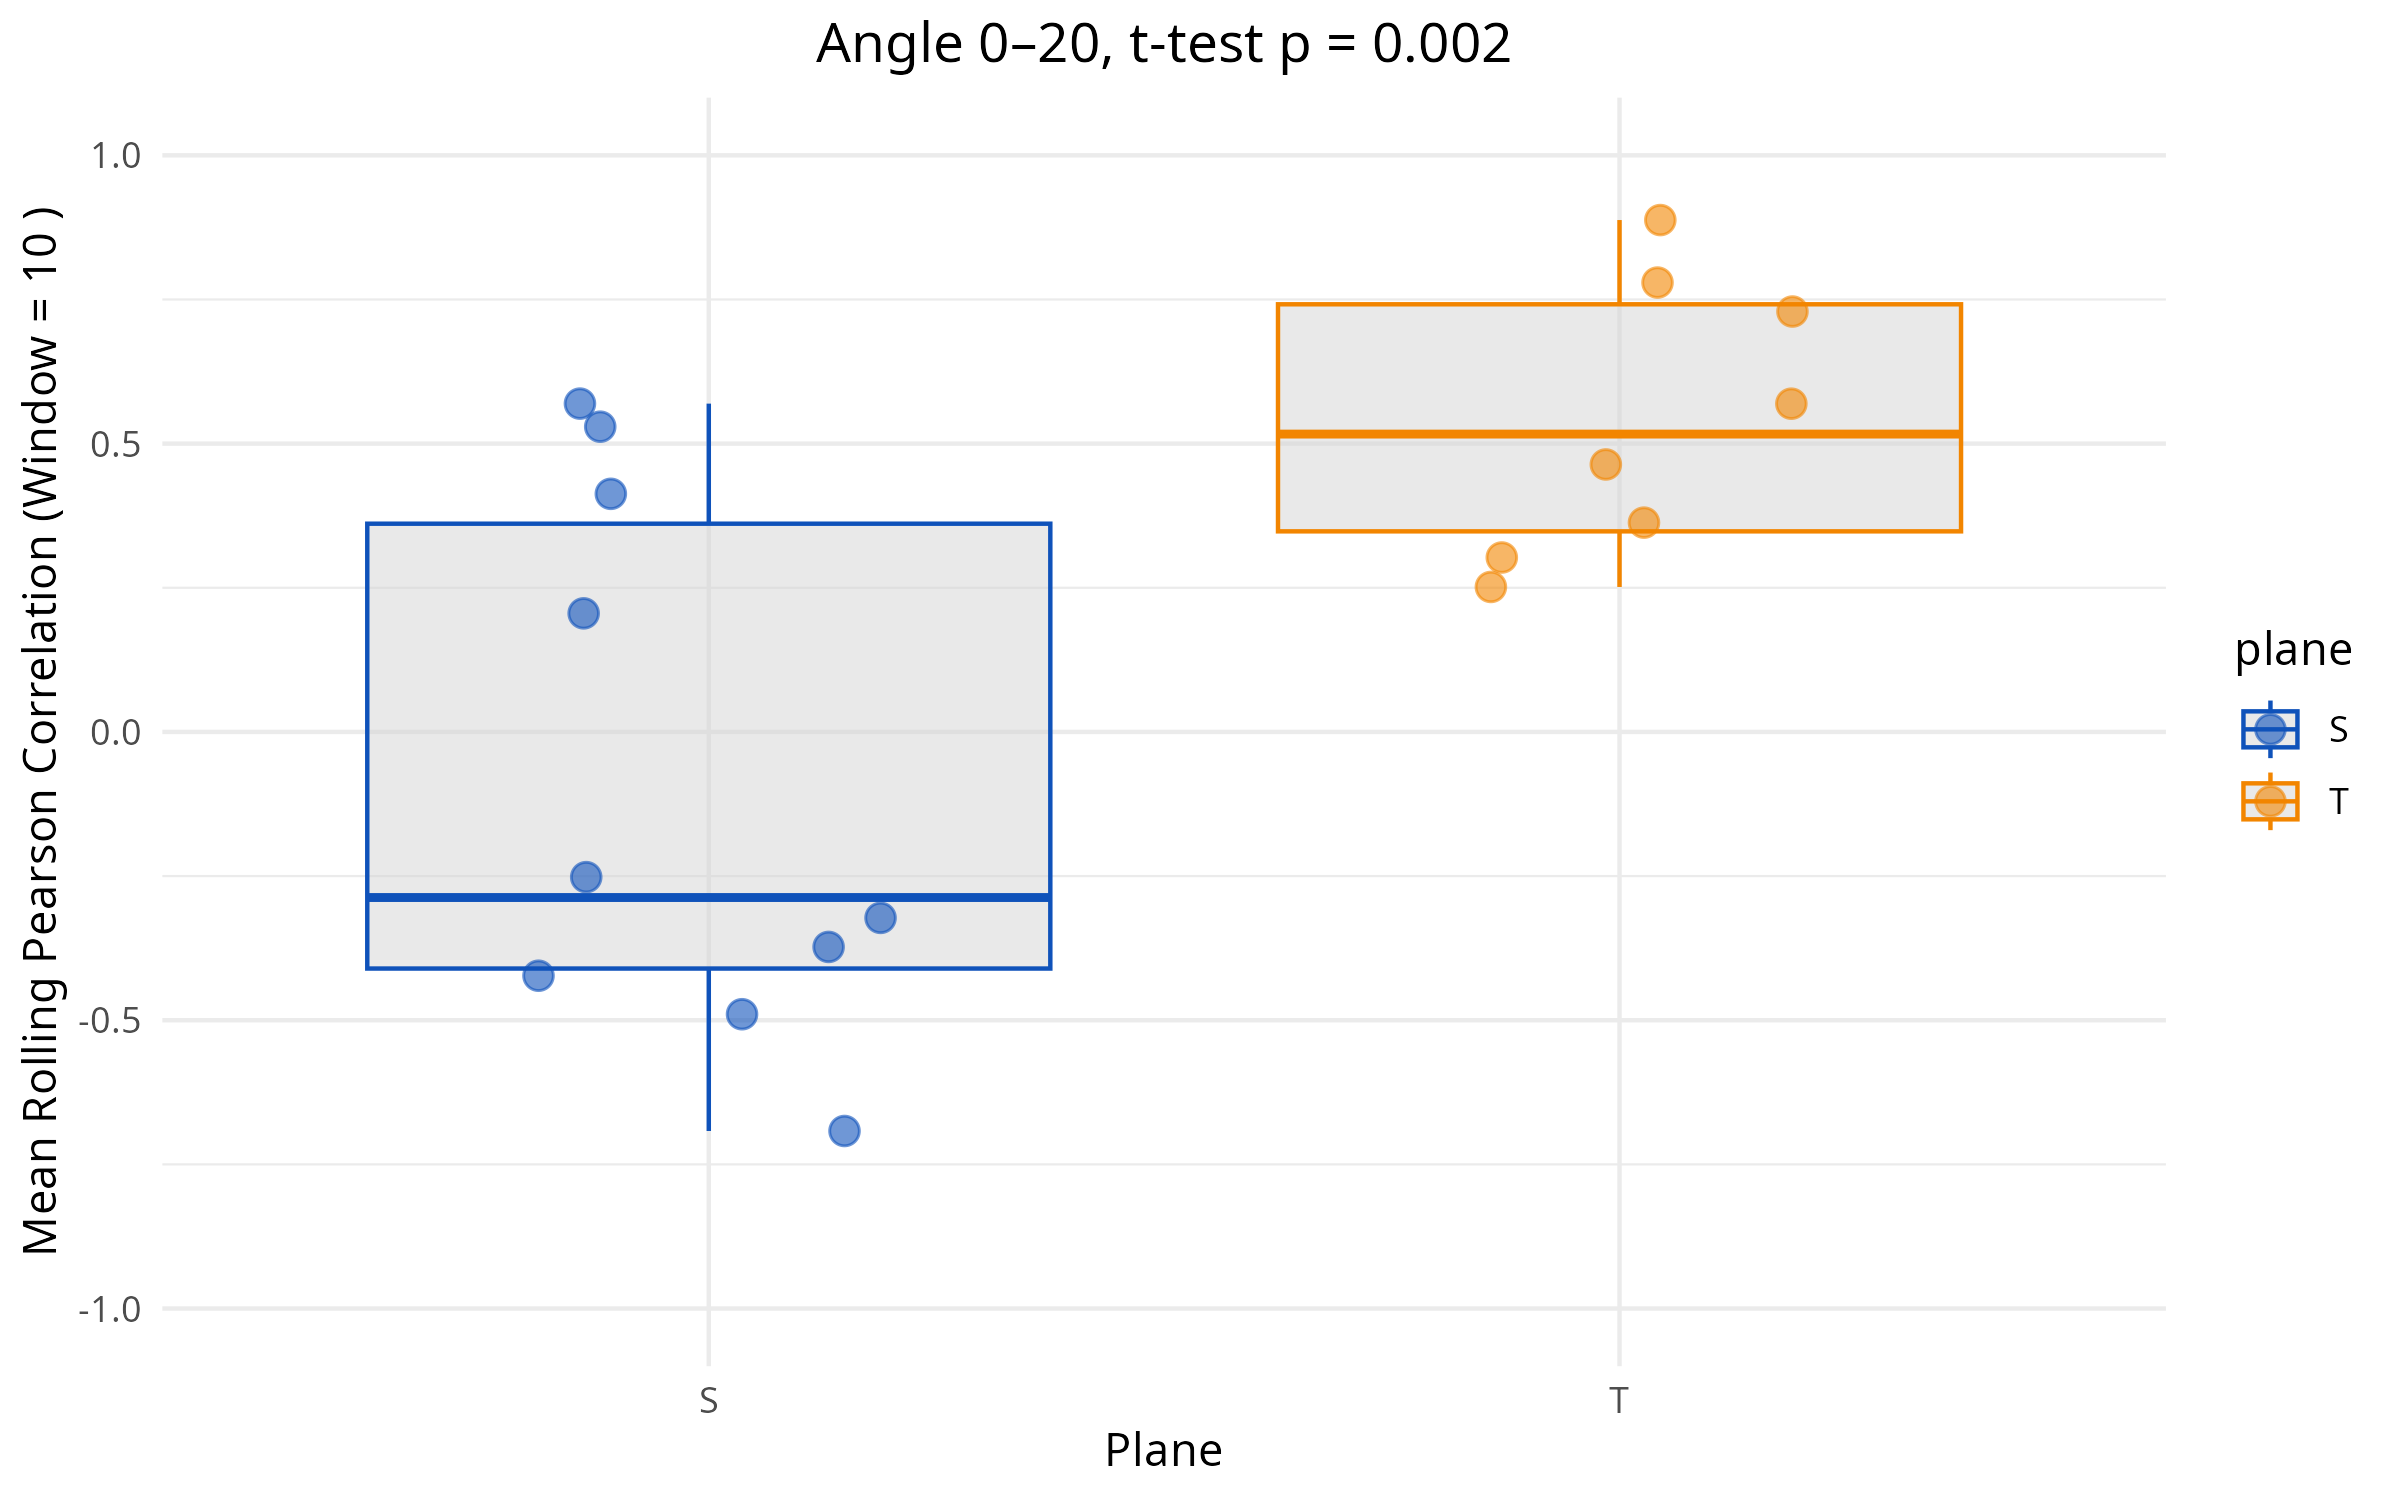 Angle 0–20, t-test p = 0.002
Mean Rolling Pearson Correlation (Window = 10 )
1.0
0.5
0.0
-0.5
-1.0
S
T
Plane
plane
S
T